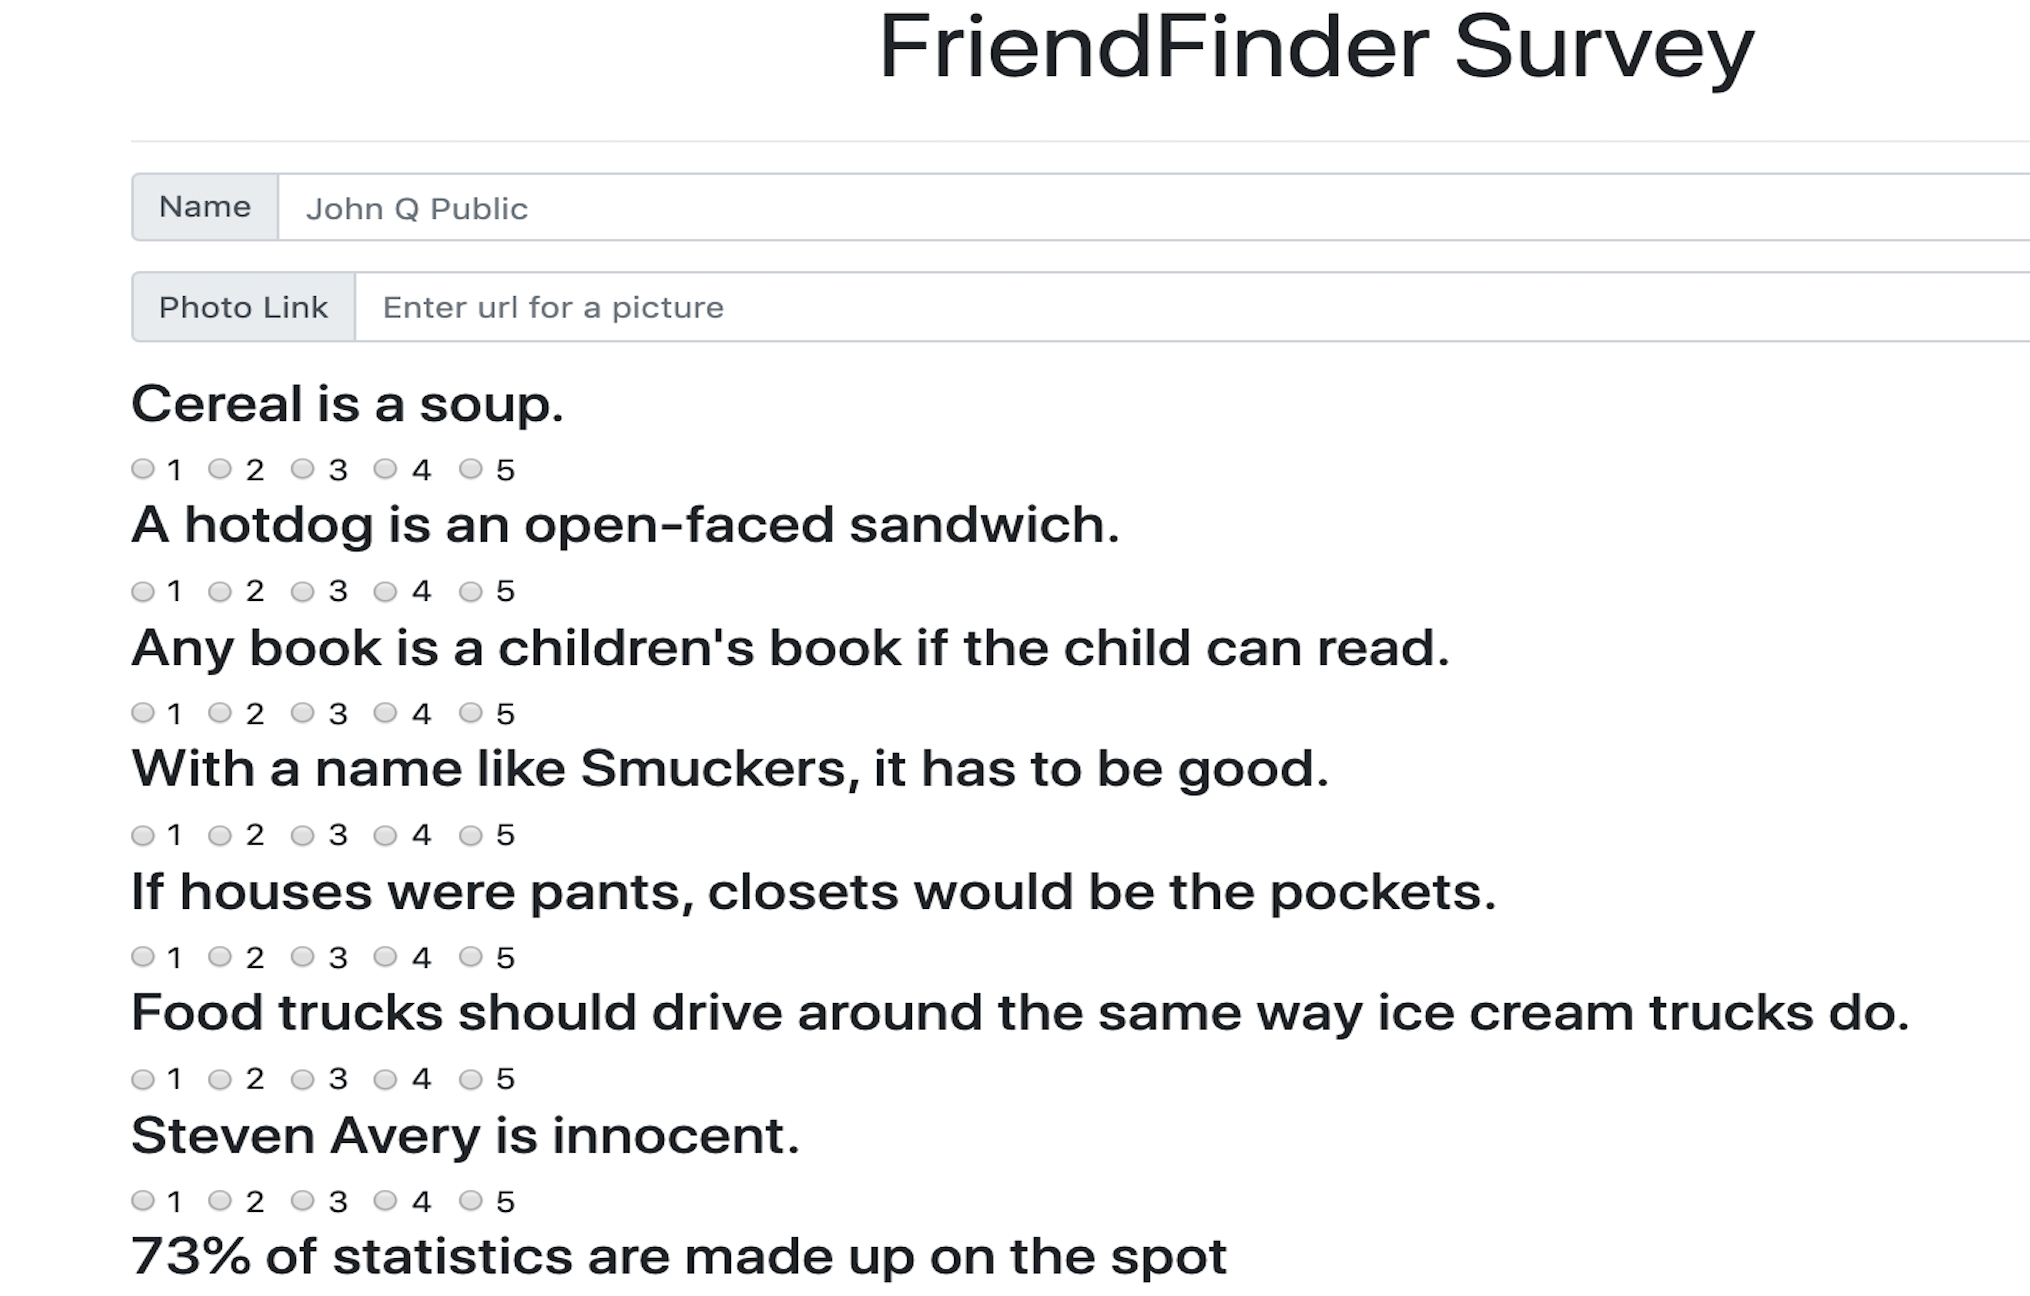 FriendFinder Survey
Name John Q Public
Photo Link Enter url for a picture
Cereal is a soup.
1 2 3 4 5
A hotdog is an open-faced sandwich.
1 2 3 4 5
Any book is a children's book if the child can read.
1 2 3 4 5
With a name like Smuckers, it has to be good.
1 2 3 4 5
If houses were pants, closets would be the pockets.
1 2 3 4 5
Food trucks should drive around the same way ice cream trucks do.
1 2 3 4 5
Steven Avery is innocent.
1 2 3 4 5
73% of statistics are made up on the spot